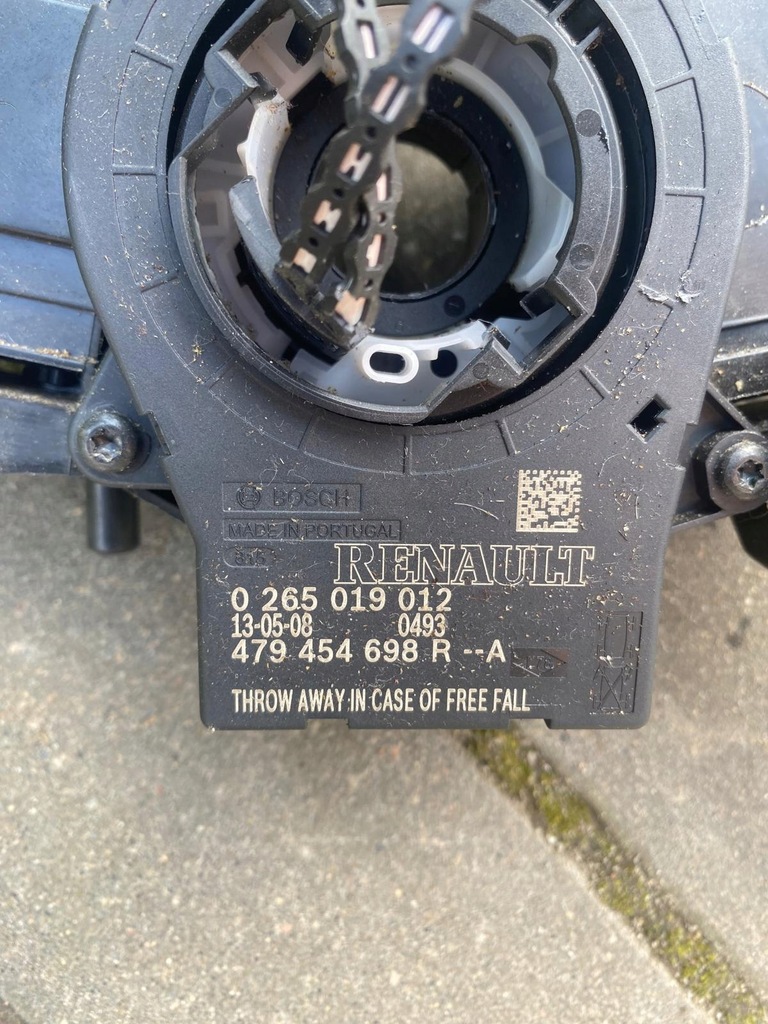 BOSCH
MADE IN PORTUGAL
RENAULT
0 265 019 012
13-05-08 0493
479 454 698 R --A
THROW AWAY IN CASE OF FREE FALL